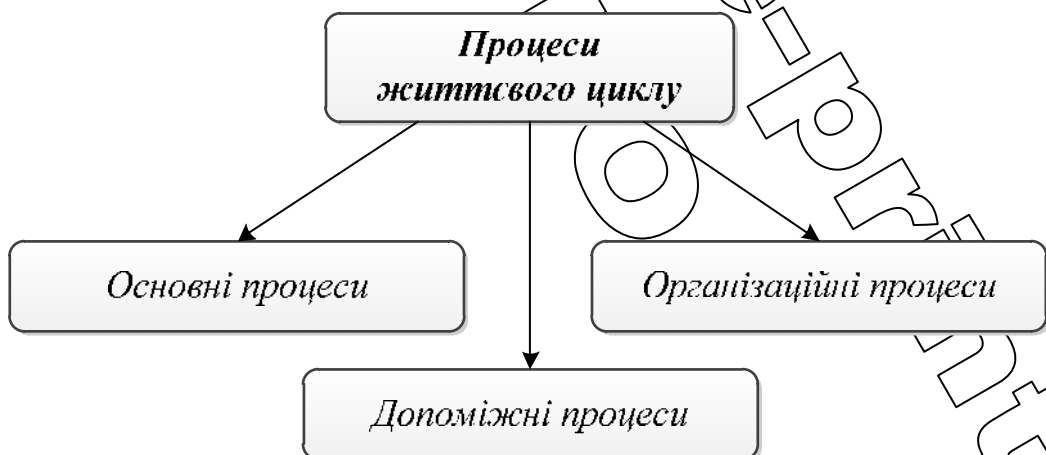 Процеси
життєвого циклу
Основні процеси
Організаційні процеси
Допоміжні процеси